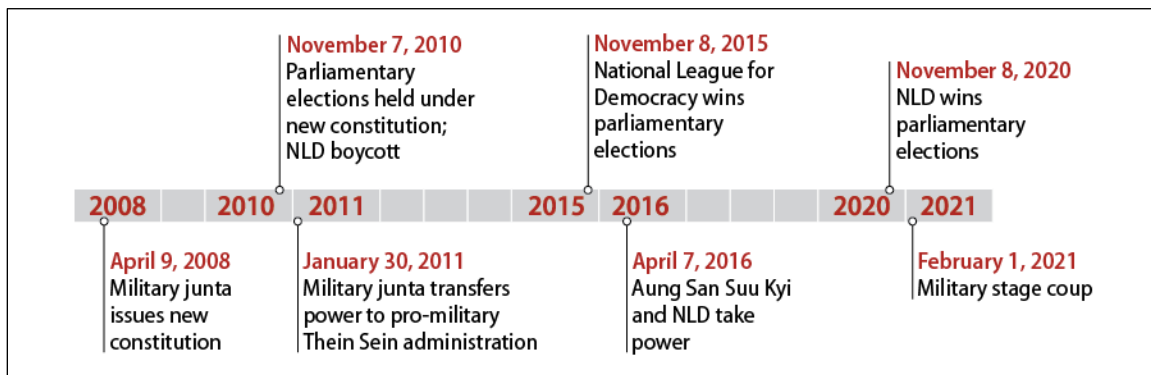 November 7, 2010
Parliamentary
elections held under
new constitution;
NLD boycott
November 8, 2015
National League for
Democracy wins
parliamentary
elections
November 8, 2020
NLD wins
parliamentary
elections
2008 2010 2011 2015 2016 2020 2021
April 9, 2008
Military junta
issues new
constitution
January 30, 2011
Military junta transfers
power to pro-military
Thein Sein administration
April 7, 2016
Aung San Suu Kyi
and NLD take
power
February 1, 2021
Military stage coup